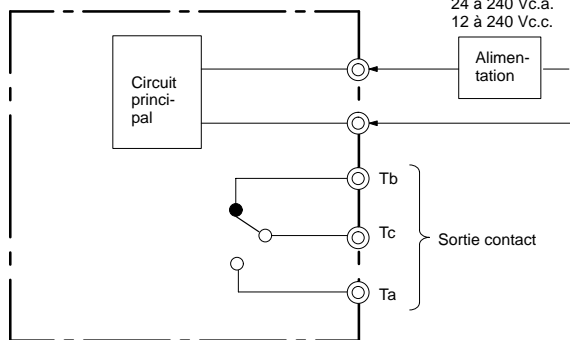 24 à 240 Vc.a.
12 à 240 Vc.c.
Alimen-
tation
Circuit
princi-
pal
Tb
Tc
Sortie contact
Ta